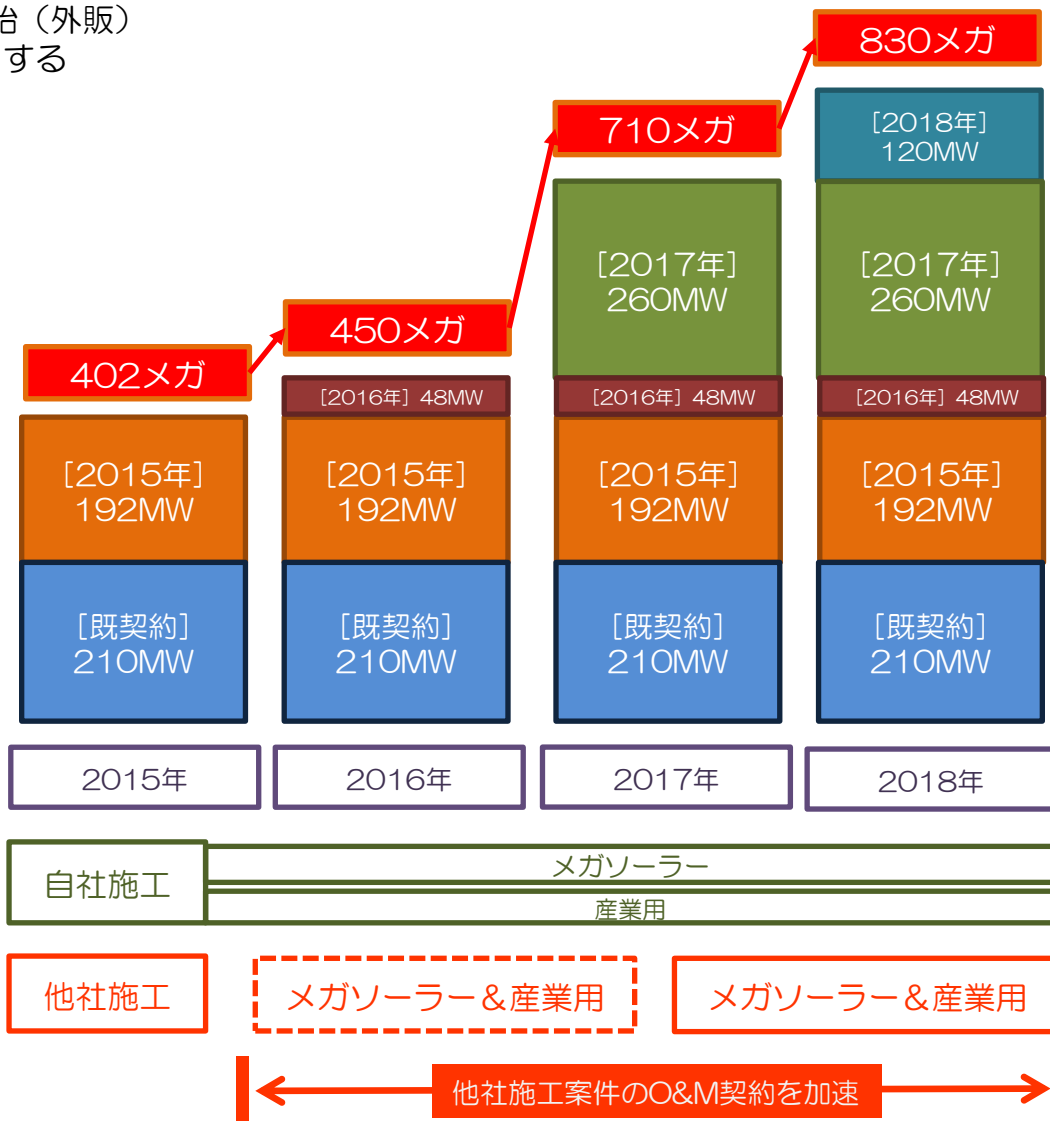 治（外販）
する
830メガ
710メガ
450メガ
402メガ
[2018年]
120MW
[2017年]
260MW
[2017年]
260MW
[2016年] 48MW
[2016年] 48MW
[2016年] 48MW
[2015年]
192MW
[2015年]
192MW
[2015年]
192MW
[2015年]
192MW
[既契約]
210MW
[既契約]
210MW
[既契約]
210MW
[既契約]
210MW
2015年
2016年
2017年
2018年
自社施工
メガソーラー
産業用
他社施工
メガソーラー＆産業用
メガソーラー＆産業用
他社施工案件のO&M契約を加速